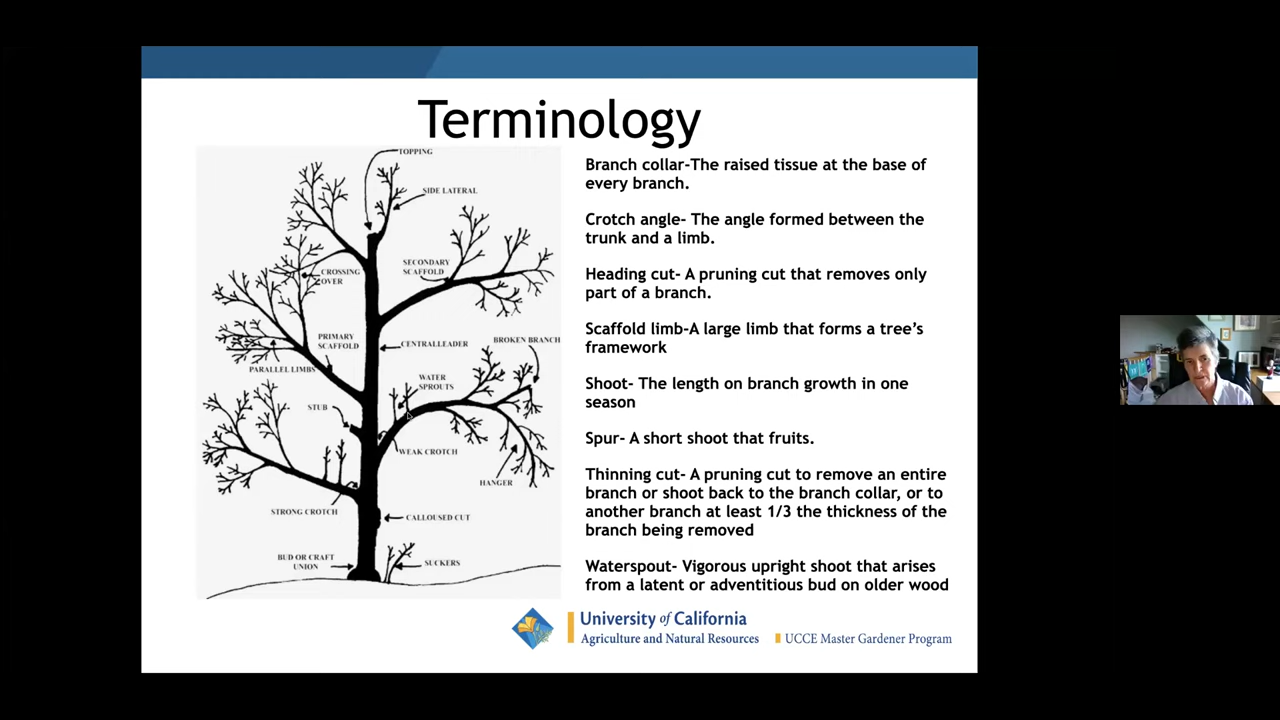 Terminology
TOPPING
SIDE LATERAL
SECONDARY
SCAFFOLD
CROSSING
OVER
PRIMARY
SCAFFOLD
CENTRALLEADER
BROKEN BRANCH
PARALLEL LIMBS
WATER
SPROUTS
STUB
WEAK CROTCH
HANGER
STRONG CROTCH
CALLOUSED CUT
BUD OR CRAFT
UNION
SUCKERS
Branch collar-The raised tissue at the base of
every branch.
Crotch angle- The angle formed between the
trunk and a limb.
Heading cut- A pruning cut that removes only
part of a branch.
Scaffold limb-A large limb that forms a tree's
framework
Shoot- The length on branch growth in one
season
Spur- A short shoot that fruits.
Thinning cut- A pruning cut to remove an entire
branch or shoot back to the branch collar, or to
another branch at least 1/3 the thickness of the
branch being removed
Waterspout- Vigorous upright shoot that arises
from a latent or adventitious bud on older wood
University of California
Agriculture and Natural Resources UCCE Master Gardener Program